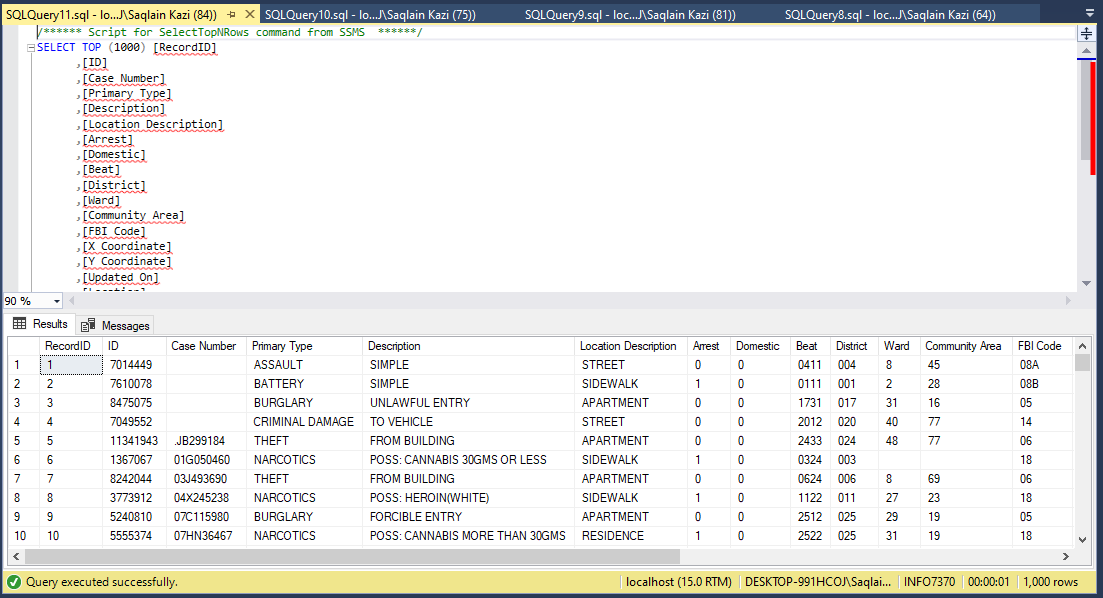 SQLQuery11.sql - lo...J\Saqlain Kazi (84)) SQLQuery10.sql - lo...J\Saqlain Kazi (75)) SQLQuery9.sql - loc...J\Saqlain Kazi (81)) SQLQuery8.sql - loc...J\Saqlain Kazi (64))
/****** Script for SelectTopNRows command from SSMS  ******/
SELECT TOP (1000) [RecordID]
,[ID]
,[Case Number]
,[Primary Type]
,[Description]
,[Location Description]
,[Arrest]
,[Domestic]
,[Beat]
,[District]
,[Ward]
,[Community Area]
,[FBI Code]
,[X Coordinate]
,[Y Coordinate]
,[Updated On]
,[Location]
90 %
Results Messages
RecordID ID Case Number Primary Type Description Location Description Arrest Domestic Beat District Ward Community Area FBI Code
1 1 7014449 ASSAULT SIMPLE STREET 0 0 0411 004 8 45 08A
2 2 7610078 BATTERY SIMPLE SIDEWALK 1 0 0111 001 2 28 08B
3 3 8475075 BURGLARY UNLAWFUL ENTRY APARTMENT 0 0 1731 017 31 16 05
4 4 7049552 CRIMINAL DAMAGE TO VEHICLE STREET 0 0 2012 020 40 77 14
5 5 11341943 .JB299184 THEFT FROM BUILDING APARTMENT 0 0 2433 024 48 77 06
6 6 1367067 01G050460 NARCOTICS POSS: CANNABIS 30GMS OR LESS SIDEWALK 1 0 0324 003 18
7 7 8242044 03J493690 THEFT FROM BUILDING APARTMENT 0 0 0624 006 8 69 06
8 8 3773912 04X245238 NARCOTICS POSS: HEROIN(WHITE) SIDEWALK 1 0 1122 011 27 23 18
9 9 5240810 07C115980 BURGLARY FORCIBLE ENTRY APARTMENT 0 0 2512 025 29 19 05
10 10 5555374 07HN36467 NARCOTICS POSS: CANNABIS MORE THAN 30GMS RESIDENCE 1 0 2522 025 31 19 18
Query executed successfully. localhost (15.0 RTM) DESKTOP-991HCOJ\Saqlai... INFO7370 00:00:01 1,000 rows